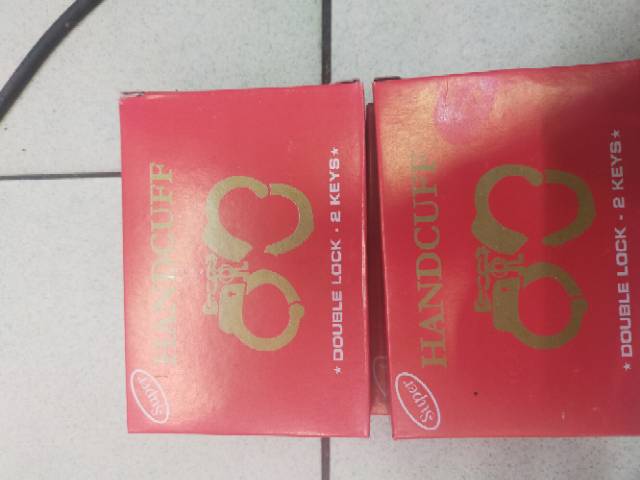 Super
HANDCUFF
★ DOUBLE LOCK - 2 KEYS★
Super
HANDCUFF
★ DOUBLE LOCK - 2 KEYS★